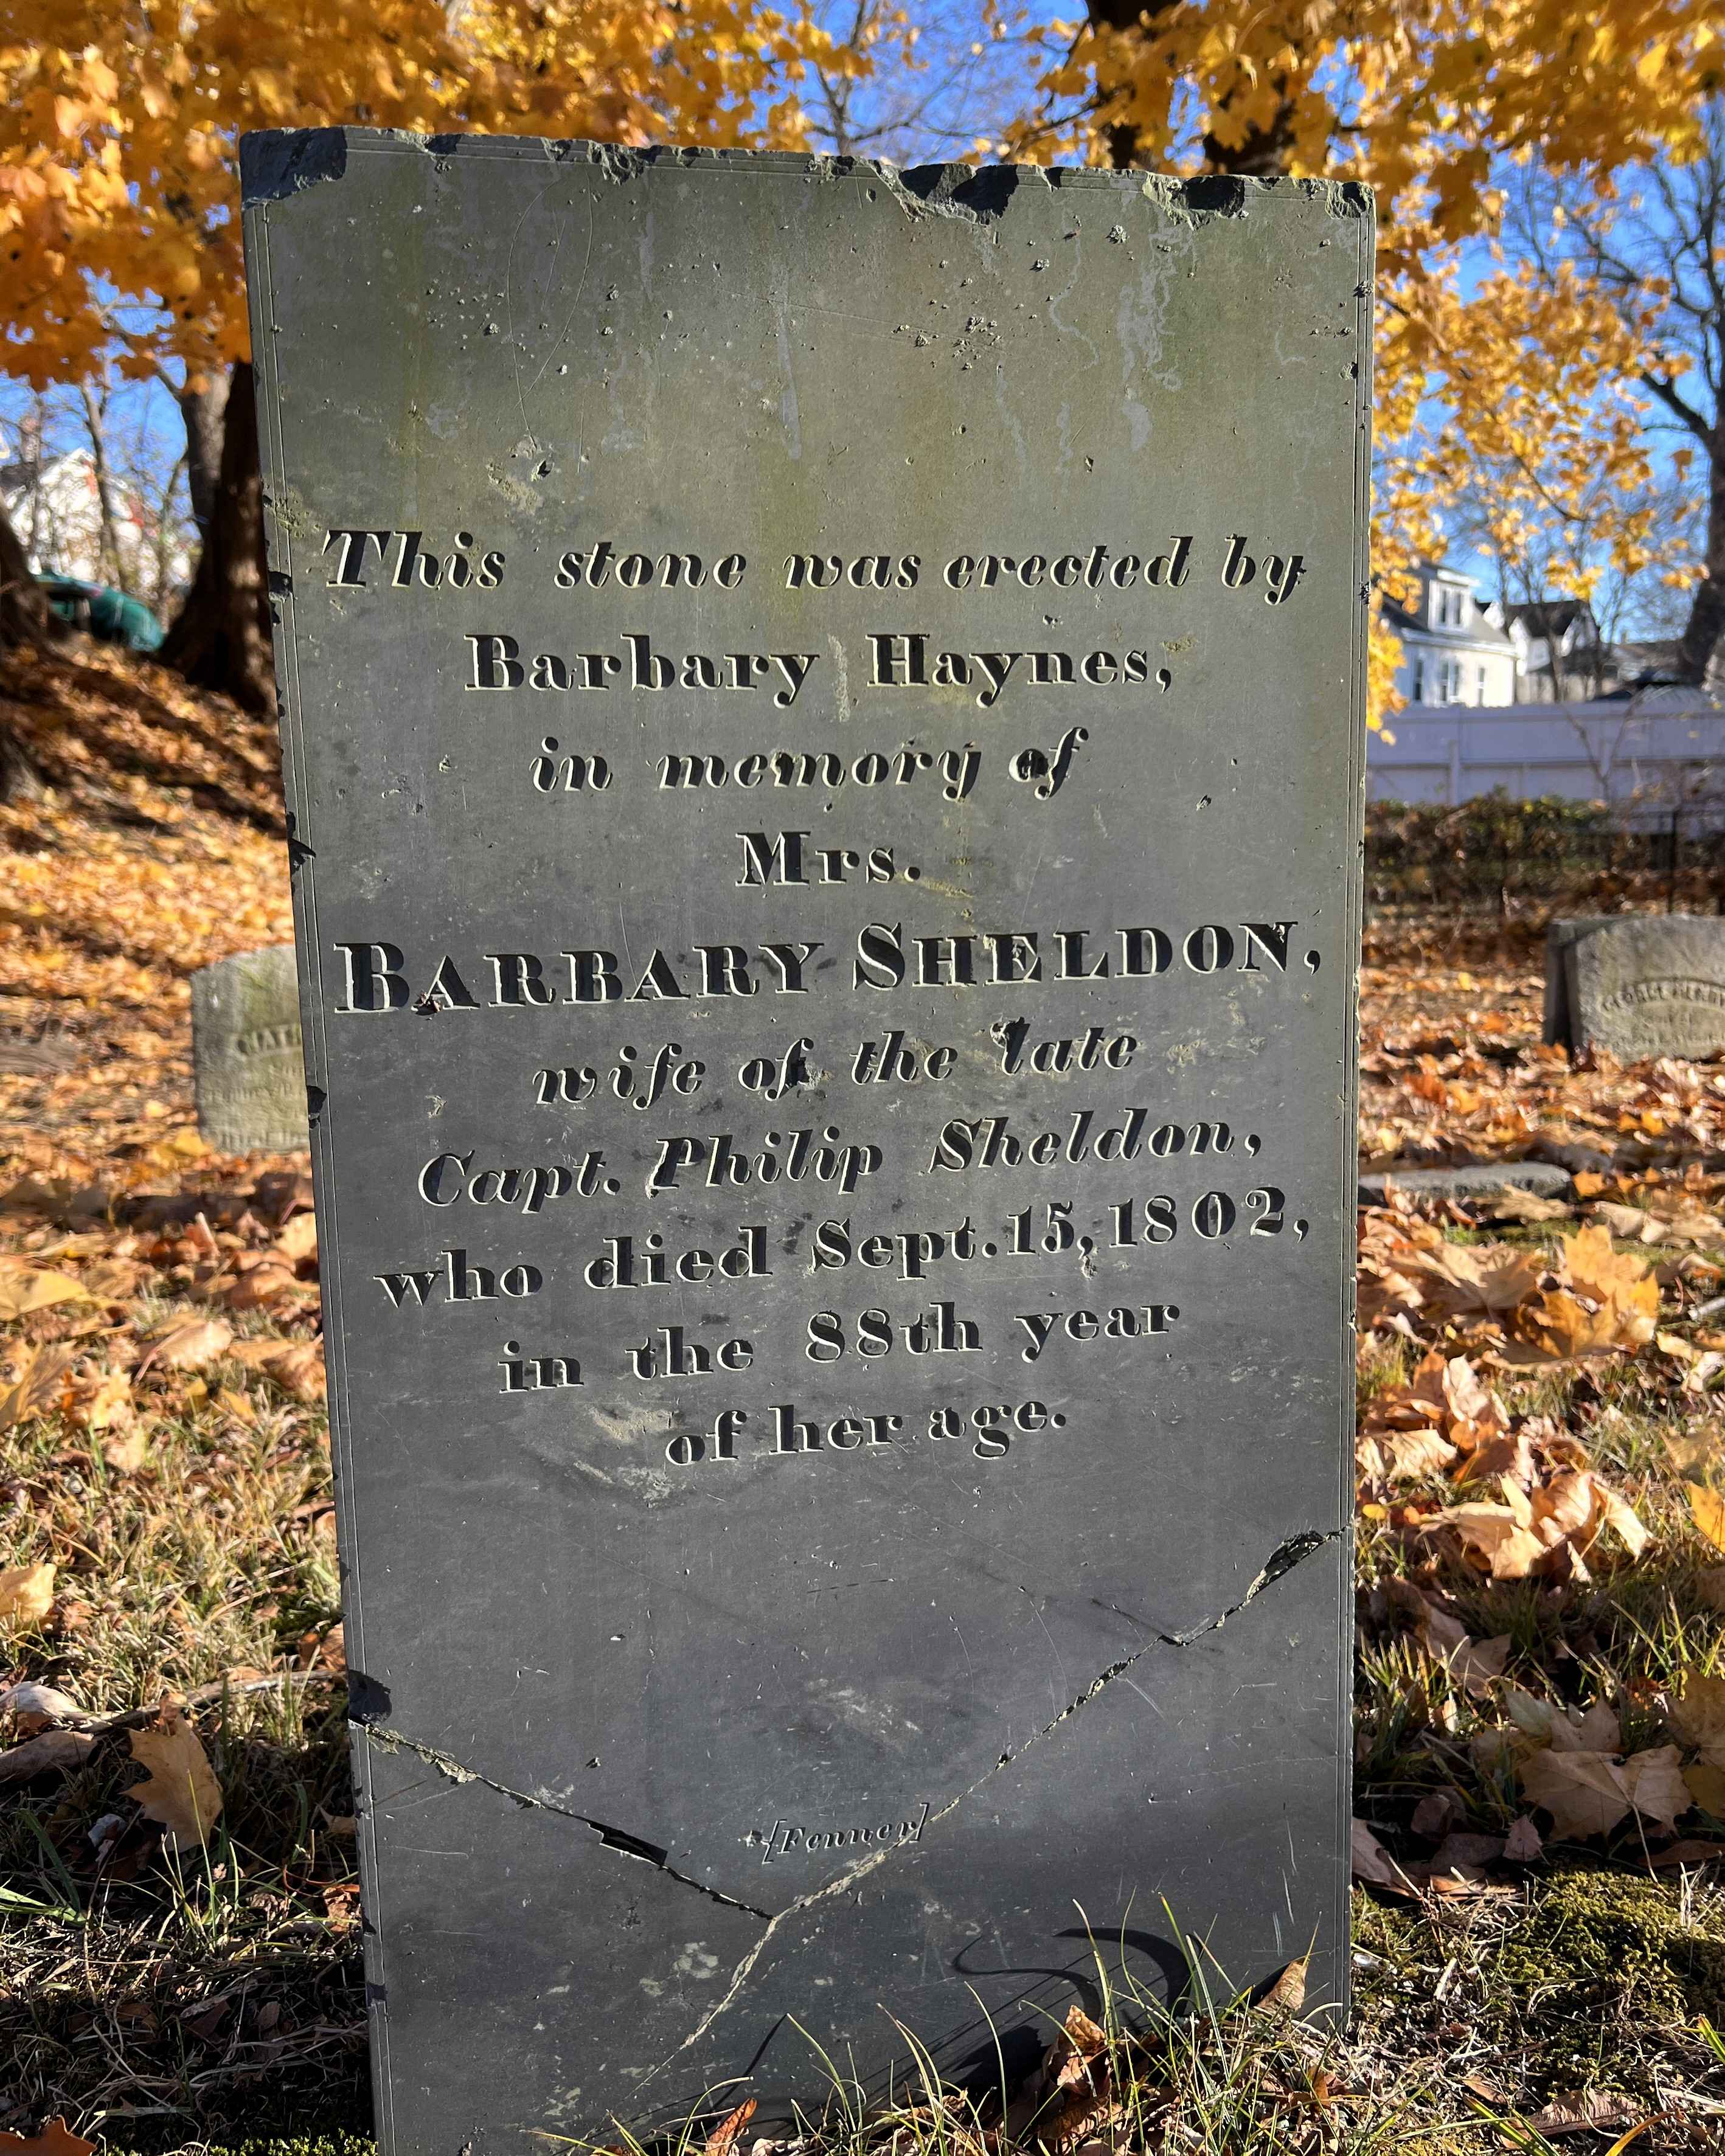 This stone was erected by
Barbary Haynes,
in memory of
Mrs.
BARBARY SHELDON,
wife of the late
Capt. Philip Sheldon,
who died Sept. 15, 1802,
in the 88th year
of her age.
[Fenner]